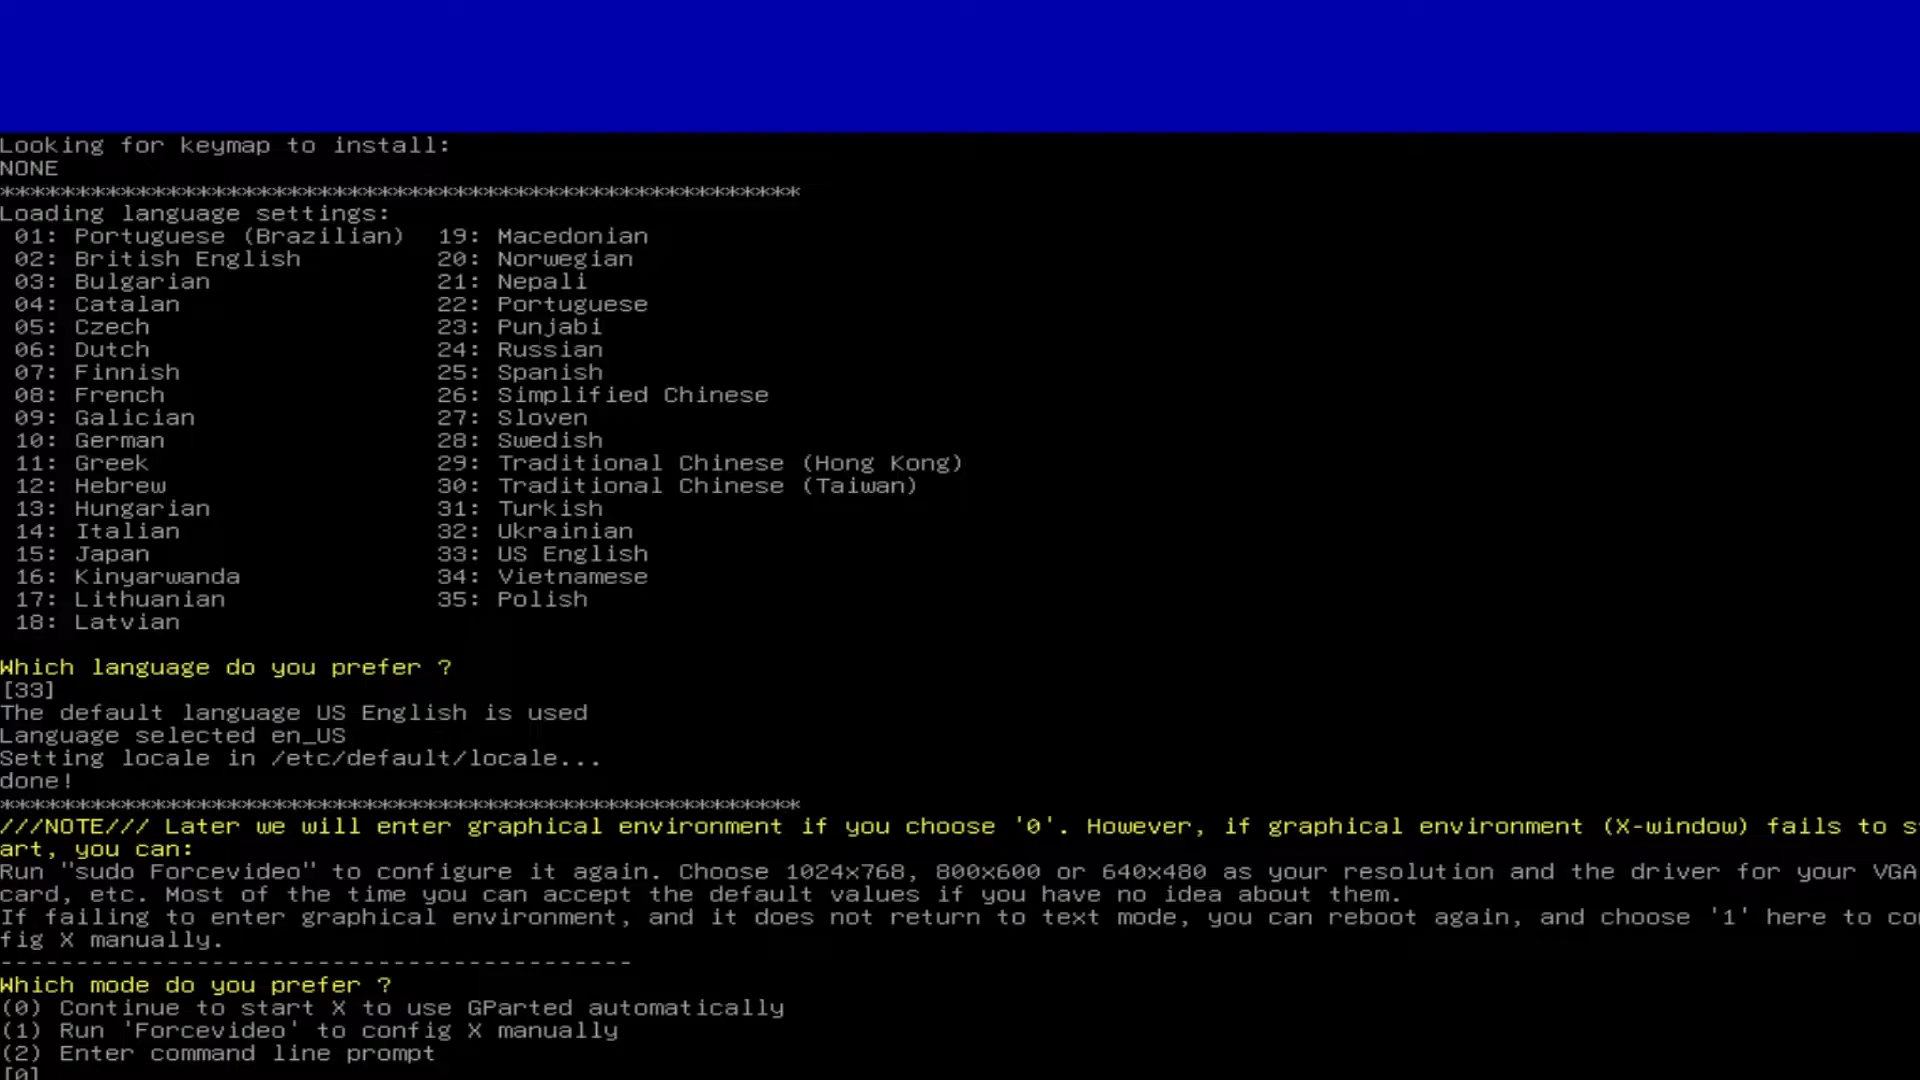 Looking for keymap to install:
NONE
*****************************************************
Loading language settings:
01: Portuguese (Brazilian)  19: Macedonian
02: British English         20: Norwegian
03: Bulgarian               21: Nepali
04: Catalan                 22: Portuguese
05: Czech                   23: Punjabi
06: Dutch                   24: Russian
07: Finnish                 25: Spanish
08: French                  26: Simplified Chinese
09: Galician                27: Sloven
10: German                  28: Swedish
11: Greek                   29: Traditional Chinese (Hong Kong)
12: Hebrew                  30: Traditional Chinese (Taiwan)
13: Hungarian               31: Turkish
14: Italian                 32: Ukrainian
15: Japan                   33: US English
16: Kinyarwanda             34: Vietnamese
17: Lithuanian              35: Polish
18: Latvian
Which language do you prefer ?
[33]
The default language US English is used
Language selected en_US
Setting locale in /etc/default/locale...
done!
*****************************************************
///NOTE/// Later we will enter graphical environment if you choose '0'. However, if graphical environment (X-window) fails to s
art, you can:
Run "sudo Forcevideo" to configure it again. Choose 1024x768, 800x600 or 640x480 as your resolution and the driver for your VGA
card, etc. Most of the time you can accept the default values if you have no idea about them.
If failing to enter graphical environment, and it does not return to text mode, you can reboot again, and choose '1' here to co
fig X manually.
------------------------------------------
Which mode do you prefer ?
(0) Continue to start X to use GParted automatically
(1) Run 'Forcevideo' to config X manually
(2) Enter command line prompt
[0]